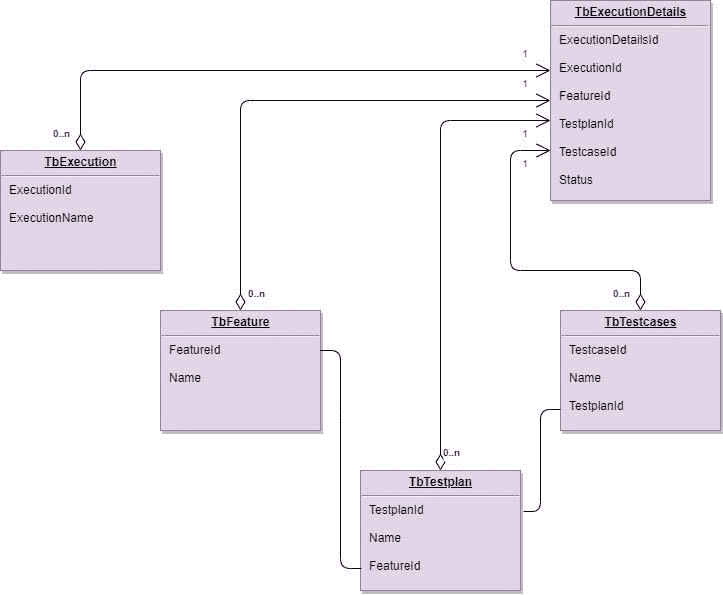 TbExecutionDetails
ExecutionDetailsId
1
ExecutionId
1
FeatureId
TestplanId
1
0..n
TestcaseId
1
TbExecution
Status
ExecutionId
ExecutionName
0..n
0..n
TbFeature
TbTestcases
FeatureId
TestcaseId
Name
Name
TestplanId
0..n
TbTestplan
TestplanId
Name
FeatureId